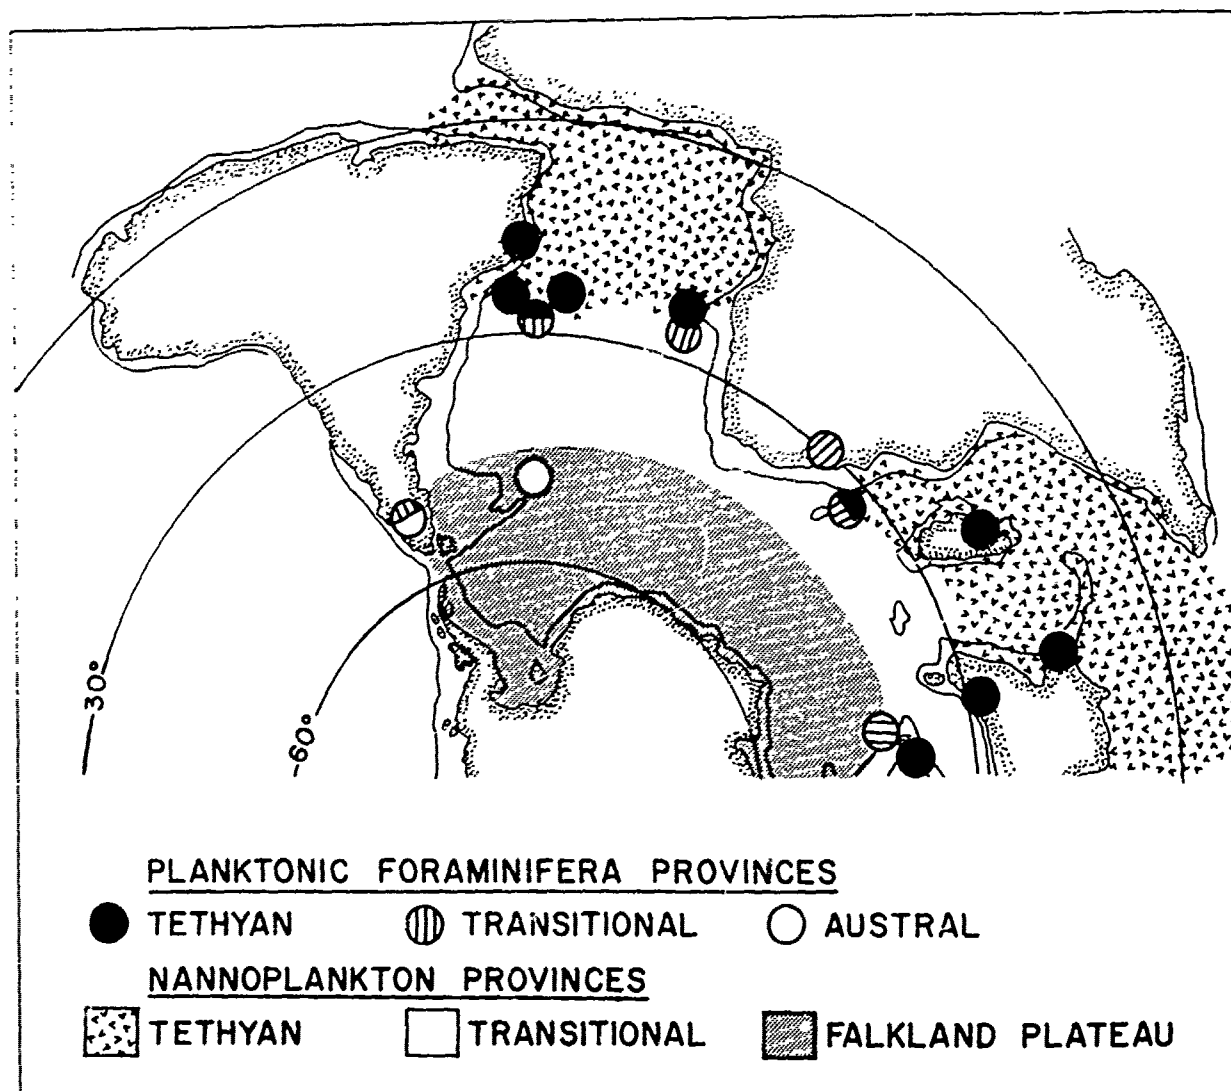 30°
60°
PLANKTONIC FORAMINIFERA PROVINCES
TETHYAN TRANSITIONAL AUSTRAL
NANNOPLANKTON PROVINCES
TETHYAN TRANSITIONAL FALKLAND PLATEAU